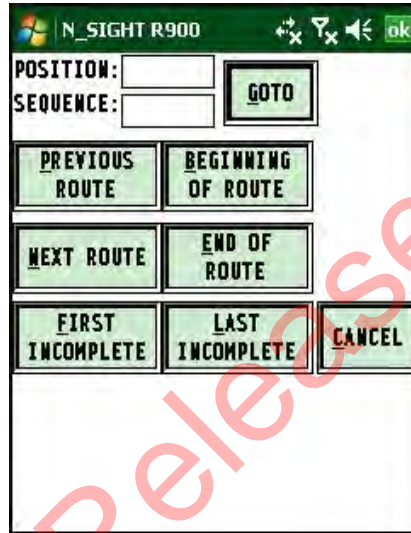 N_SIGHT R900 ok
POSITION:
SEQUENCE:
GOTO
PREVIOUS
ROUTE
BEGINNING
OF ROUTE
NEXT ROUTE
END OF
ROUTE
FIRST
INCOMPLETE
LAST
INCOMPLETE
CANCEL
Release